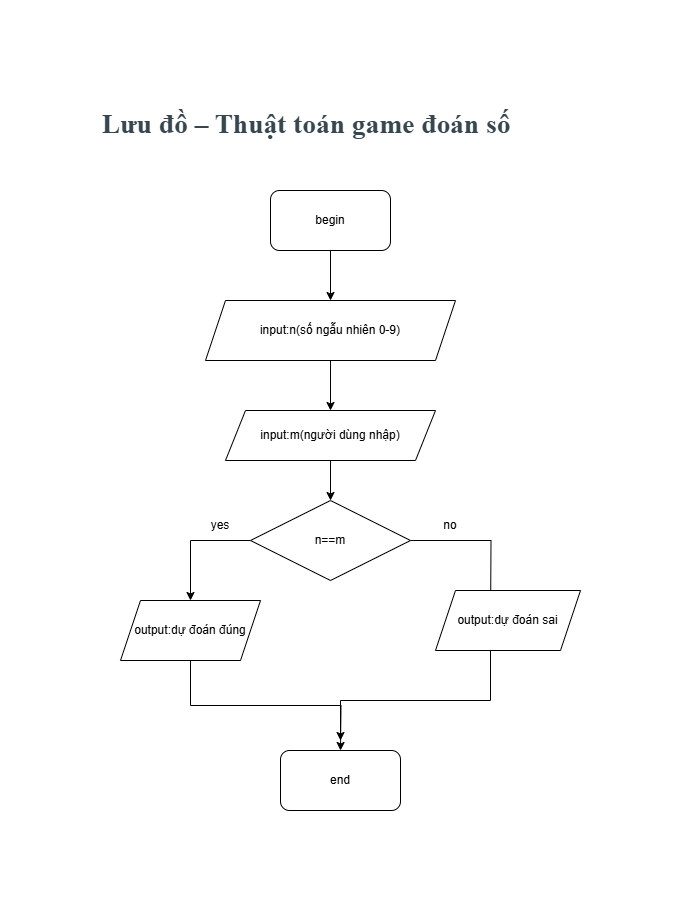 Lưu đồ – Thuật toán game đoán số
begin
input:n(số ngẫu nhiên 0-9)
input:m(người dùng nhập)
yes
no
n==m
output:dự đoán đúng
output:dự đoán sai
end